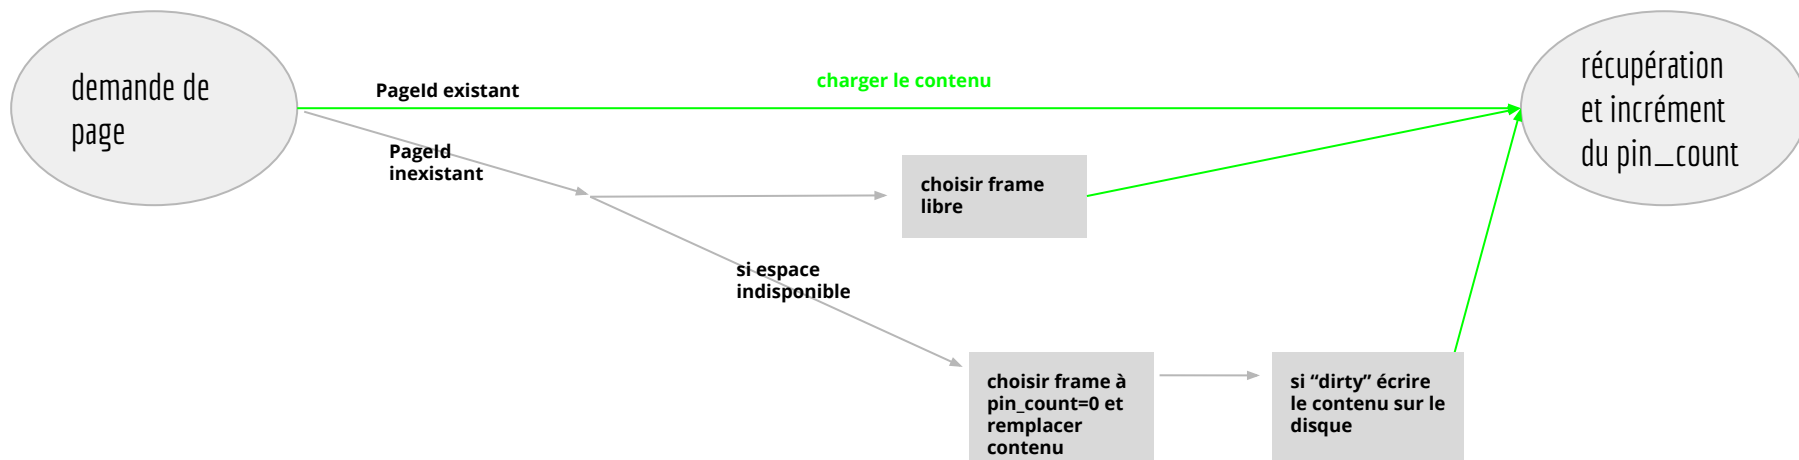 demande de
page
PageId existant
PageId
inexistant
charger le contenu
récupération
et incrément
du pin_count
choisir frame
libre
si espace
indisponible
choisir frame à
pin_count=0 et
remplacer
contenu
si “dirty” écrire
le contenu sur le
disque